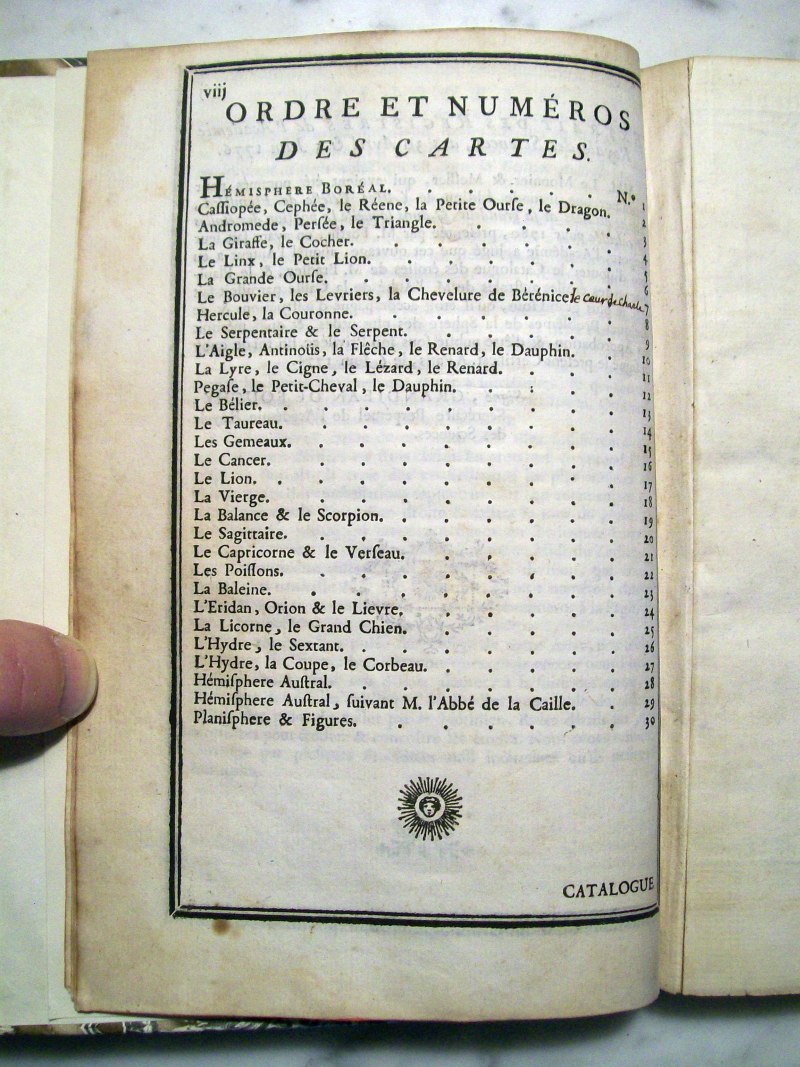 viij
ORDRE ET NUMÉROS
DES CARTES.
HÉMISPHERE BORÉAL. . . . . . N.º 1
Caſſiopée, Cephée, le Réene, la Petite Ourſe, le Dragon. 2
Andromede, Perſée, le Triangle. . . . . 3
La Giraffe, le Cocher. . . . . . . 4
Le Linx, le Petit Lion. . . . . . . 5
La Grande Ourſe. . . . . . . . 6
Le Bouvier, les Levriers, la Chevelure de Bérénice le cœur de charle 7
Hercule, la Couronne. . . . . . . 8
Le Serpentaire & le Serpent. . . . . . 9
L'Aigle, Antinoüs, la Flêche, le Renard, le Dauphin. . 10
La Lyre, le Cigne, le Lézard, le Renard. . . . 11
Pegaſe, le Petit-Cheval, le Dauphin. . . . . 12
Le Bélier. . . . . . . . . . 13
Le Taureau. . . . . . . . . 14
Les Gemeaux. . . . . . . . . 15
Le Cancer. . . . . . . . . 16
Le Lion. . . . . . . . . . 17
La Vierge. . . . . . . . . 18
La Balance & le Scorpion. . . . . . . 19
Le Sagittaire. . . . . . . . . 20
Le Capricorne & le Verſeau. . . . . . 21
Les Poiſſons. . . . . . . . . 22
La Baleine. . . . . . . . . 23
L'Eridan, Orion & le Lievre. . . . . . 24
La Licorne, le Grand Chien. . . . . . 25
L'Hydre, le Sextant. . . . . . . . 26
L'Hydre, la Coupe, le Corbeau. . . . . . 27
Hémiſphere Auſtral. . . . . . . . 28
Hémiſphere Auſtral, ſuivant M. l'Abbé de la Caille. . 29
Planiſphere & Figures. . . . . . . 30
CATALOGUE